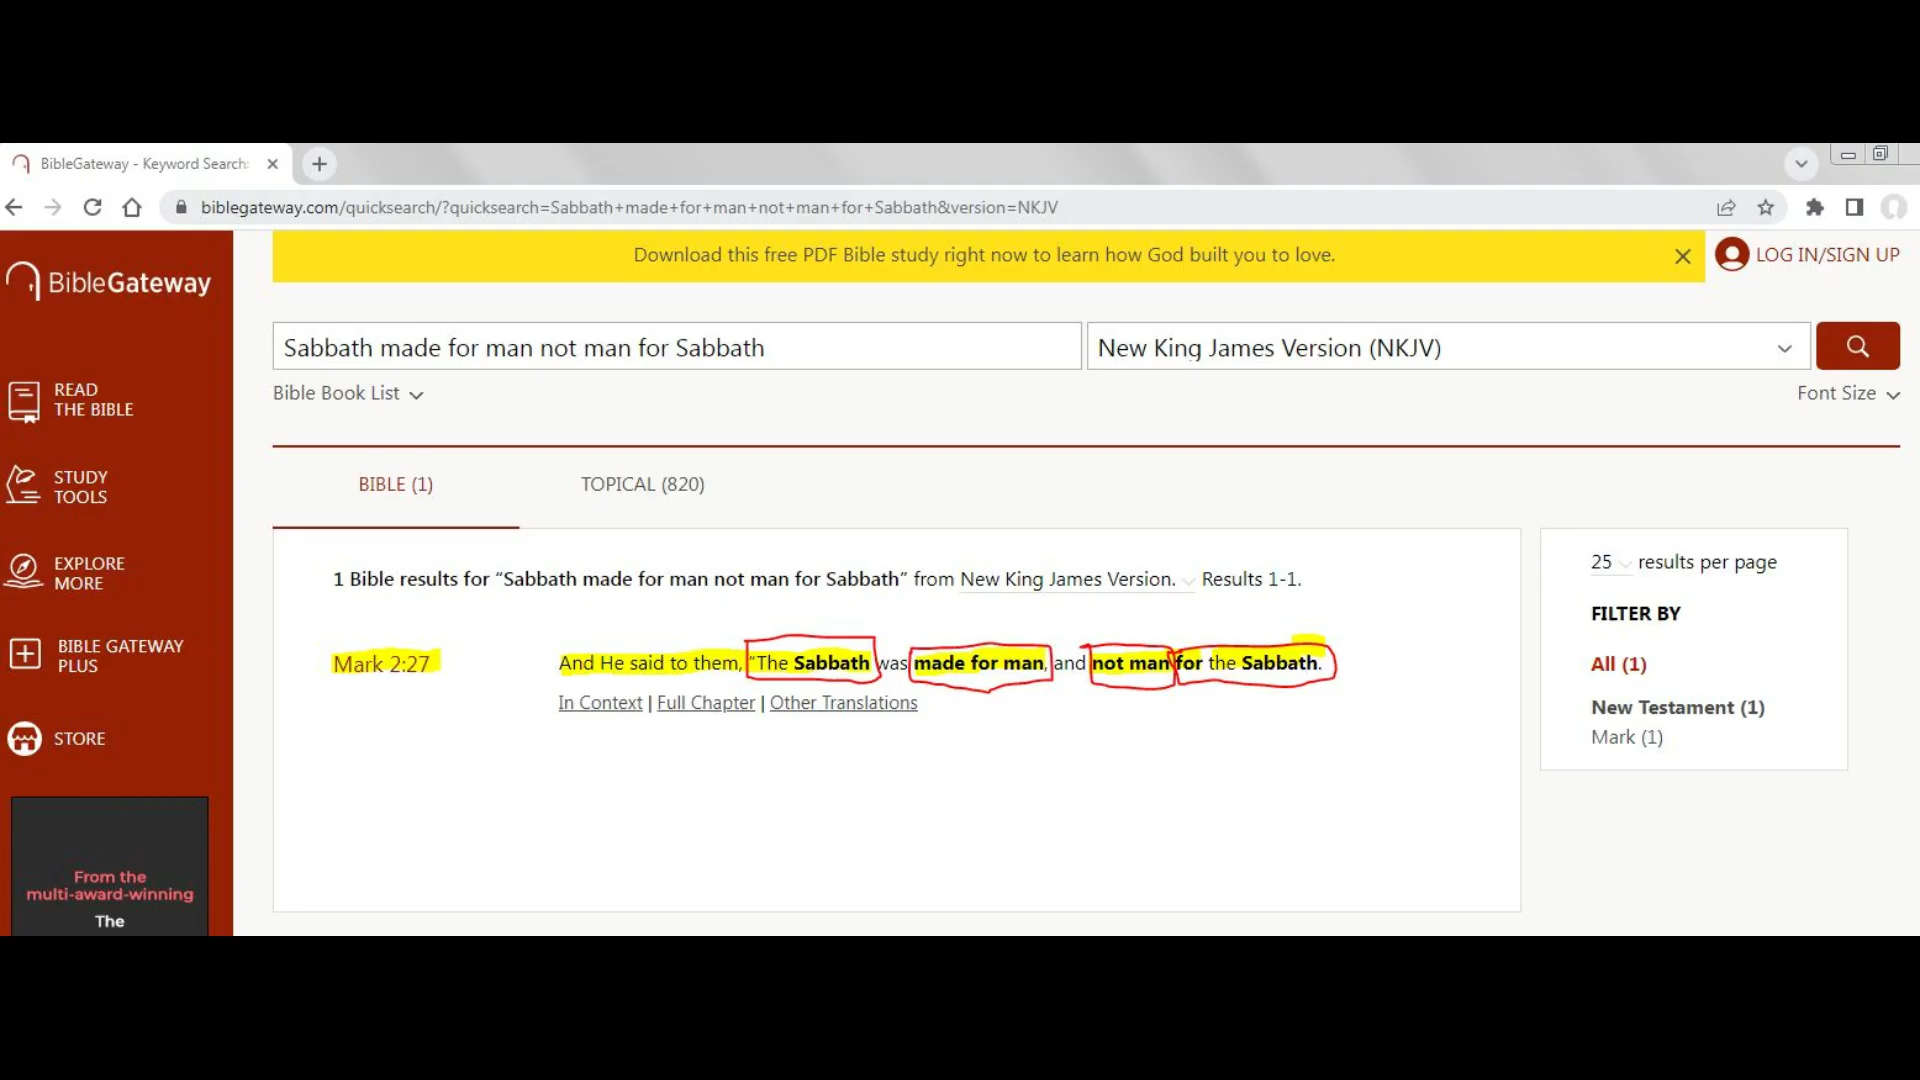 BibleGateway - Keyword Search:
biblegateway.com/quicksearch/?quicksearch=Sabbath+made+for+man+not+man+for+Sabbath&version=NKJV
Download this free PDF Bible study right now to learn how God built you to love.
LOG IN/SIGN UP
BibleGateway
Sabbath made for man not man for Sabbath
New King James Version (NKJV)
Bible Book List
Font Size
READ
THE BIBLE
STUDY
TOOLS
EXPLORE
MORE
BIBLE GATEWAY
PLUS
STORE
From the
multi-award-winning
The
BIBLE (1)
TOPICAL (820)
1 Bible results for “Sabbath made for man not man for Sabbath” from New King James Version. Results 1-1.
Mark 2:27
And He said to them, “The Sabbath was made for man, and not man for the Sabbath.
In Context | Full Chapter | Other Translations
25 results per page
FILTER BY
All (1)
New Testament (1)
Mark (1)